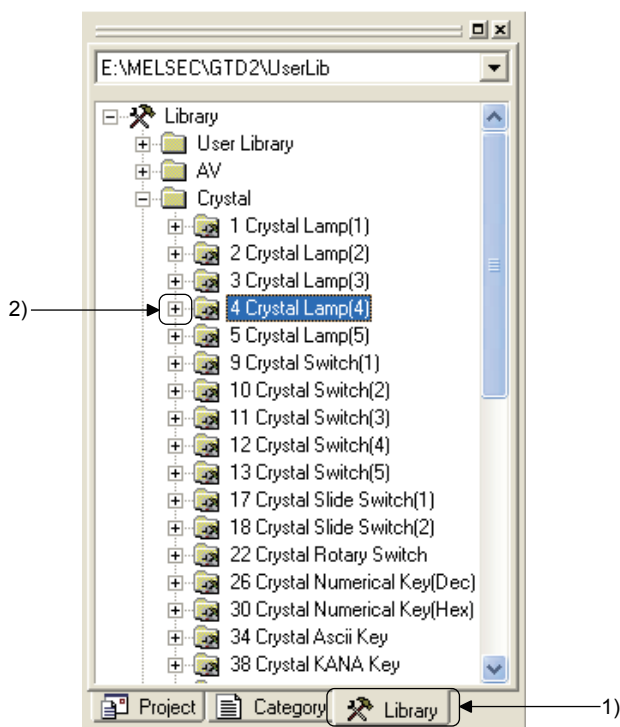 E:\MELSEC\GTD2\UserLib
Library
User Library
AV
Crystal
1 Crystal Lamp(1)
2 Crystal Lamp(2)
3 Crystal Lamp(3)
2)
4 Crystal Lamp(4)
5 Crystal Lamp(5)
9 Crystal Switch(1)
10 Crystal Switch(2)
11 Crystal Switch(3)
12 Crystal Switch(4)
13 Crystal Switch(5)
17 Crystal Slide Switch(1)
18 Crystal Slide Switch(2)
22 Crystal Rotary Switch
26 Crystal Numerical Key(Dec)
30 Crystal Numerical Key(Hex)
34 Crystal Ascii Key
38 Crystal KANA Key
Project Category Library 1)